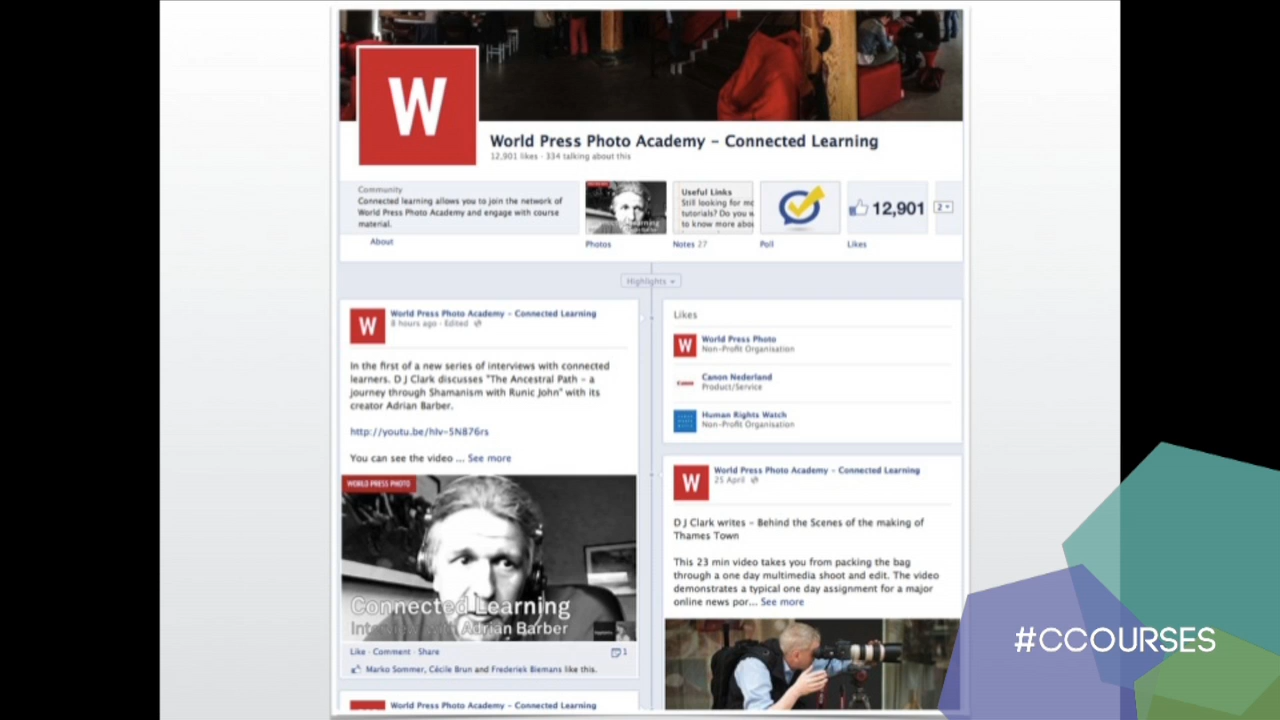 W
World Press Photo Academy – Connected Learning
12,901 likes · 334 talking about this
Community
Connected learning allows you to join the network of
World Press Photo Academy and engage with course
material.
About
Photos
Useful Links
Still looking for mo
tutorials? Do you w
to know more abou
Notes 27
Poll
12,901
Likes
2
Highlights
W
World Press Photo Academy – Connected Learning
8 hours ago · Edited
In the first of a new series of interviews with connected
learners. D J Clark discusses "The Ancestral Path – a
journey through Shamanism with Runic John" with its
creator Adrian Barber.
http://youtu.be/hIv-5N876rs
You can see the video ... See more
WORLD PRESS PHOTO
Connected Learning
Interview with Adrian Barber
Like · Comment · Share
1
Marko Sommer, Cécile Brun and Frederiek Biemans like this.
World Press Photo Academy – Connected Learning
Likes
W
World Press Photo
Non-Profit Organisation
Canon
Canon Nederland
Product/Service
Human Rights Watch
Non-Profit Organisation
W
World Press Photo Academy – Connected Learning
25 April
D J Clark writes – Behind the Scenes of the making of
Thames Town
This 23 min video takes you from packing the bag
through a one day multimedia shoot and edit. The video
demonstrates a typical one day assignment for a major
online news por... See more
#CCOURSES